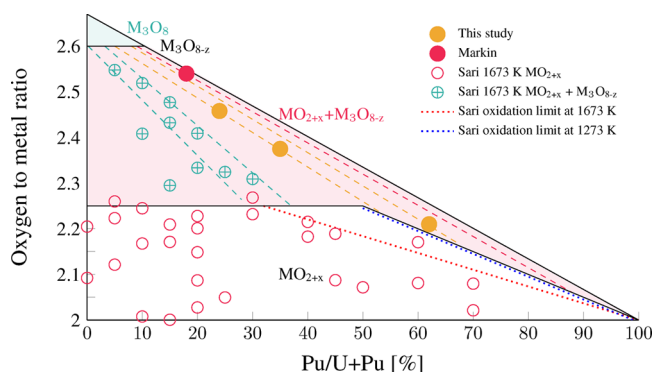 M₃O₈
M₃O₈₋z
MO₂₊ₓ+M₃O₈₋z
MO₂₊ₓ
This study
Markin
Sari 1673 K MO₂₊ₓ
Sari 1673 K MO₂₊ₓ + M₃O₈₋z
Sari oxidation limit at 1673 K
Sari oxidation limit at 1273 K
Oxygen to metal ratio
2.6
2.5
2.4
2.3
2.2
2.1
2
0
10
20
30
40
50
60
70
80
90
100
Pu/U+Pu [%]